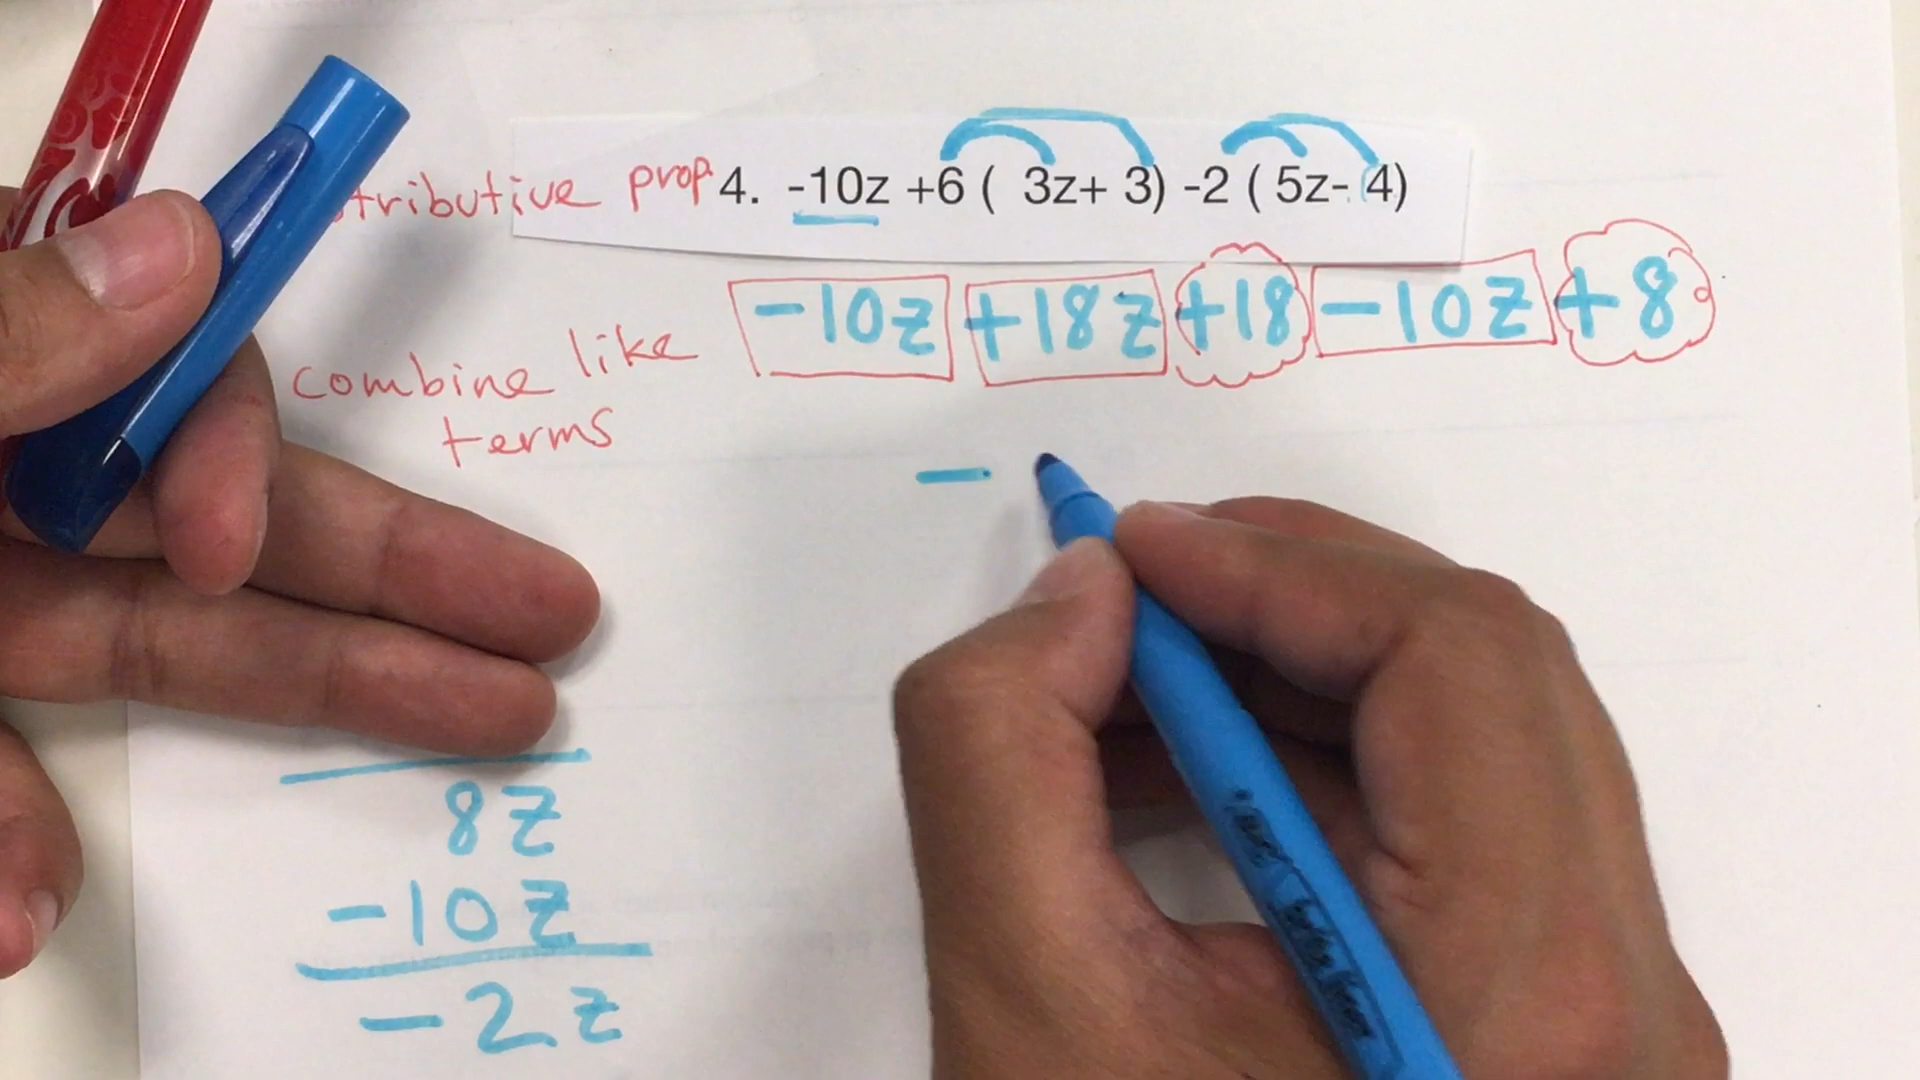 tributive prop. 4. -10z +6 ( 3z+ 3) -2 ( 5z- 4)
-10z +18z +18 -10z +8
combine like
terms
-
8z
-10z
-2z